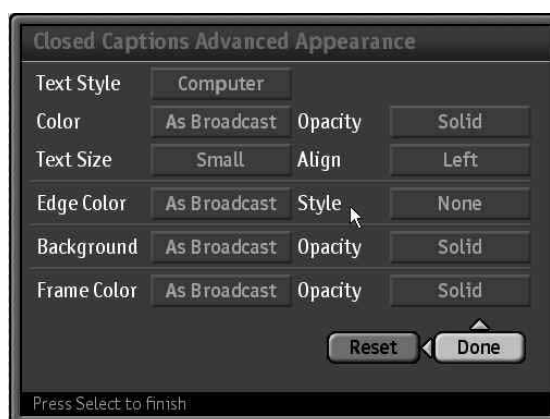 Closed Captions Advanced Appearance
Text Style Computer
Color As Broadcast Opacity Solid
Text Size Small Align Left
Edge Color As Broadcast Style None
Background As Broadcast Opacity Solid
Frame Color As Broadcast Opacity Solid
Reset Done
Press Select to finish